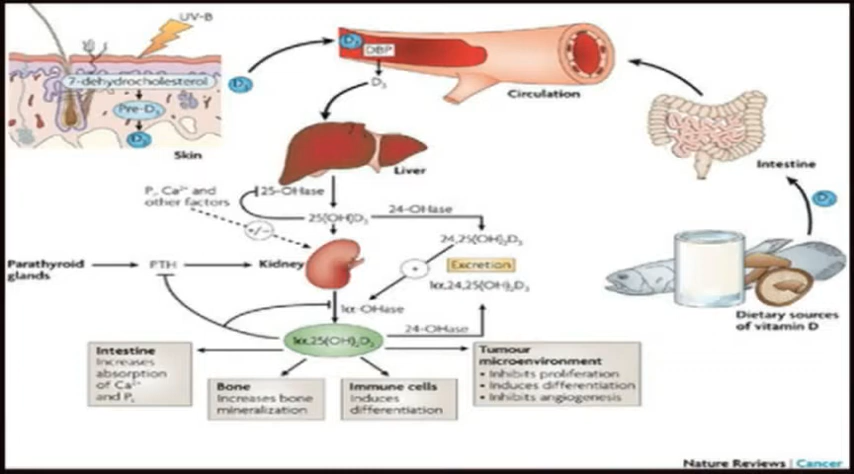 UV-B
7-dehydrocholesterol
Pre-D₃
D₃
Skin
D₃
D₃
DBP
D₃
Circulation
Intestine
D₃
Dietary sources
of vitamin D
Liver
Pᵢ, Ca²⁺ and
other factors
25-OHase
25(OH)D₃
24-OHase
+/–
24,25(OH)₂D₃
Parathyroid
glands
PTH
Kidney
+
Excretion
1α,24,25(OH)₂D₃
1α-OHase
1α,25(OH)₂D₃
24-OHase
Intestine
Increases
absorption
of Ca²⁺
and Pᵢ
Bone
Increases bone
mineralization
Immune cells
Induces
differentiation
Tumour
microenvironment
• Inhibits proliferation
• Induces differentiation
• Inhibits angiogenesis
Nature Reviews | Cancer